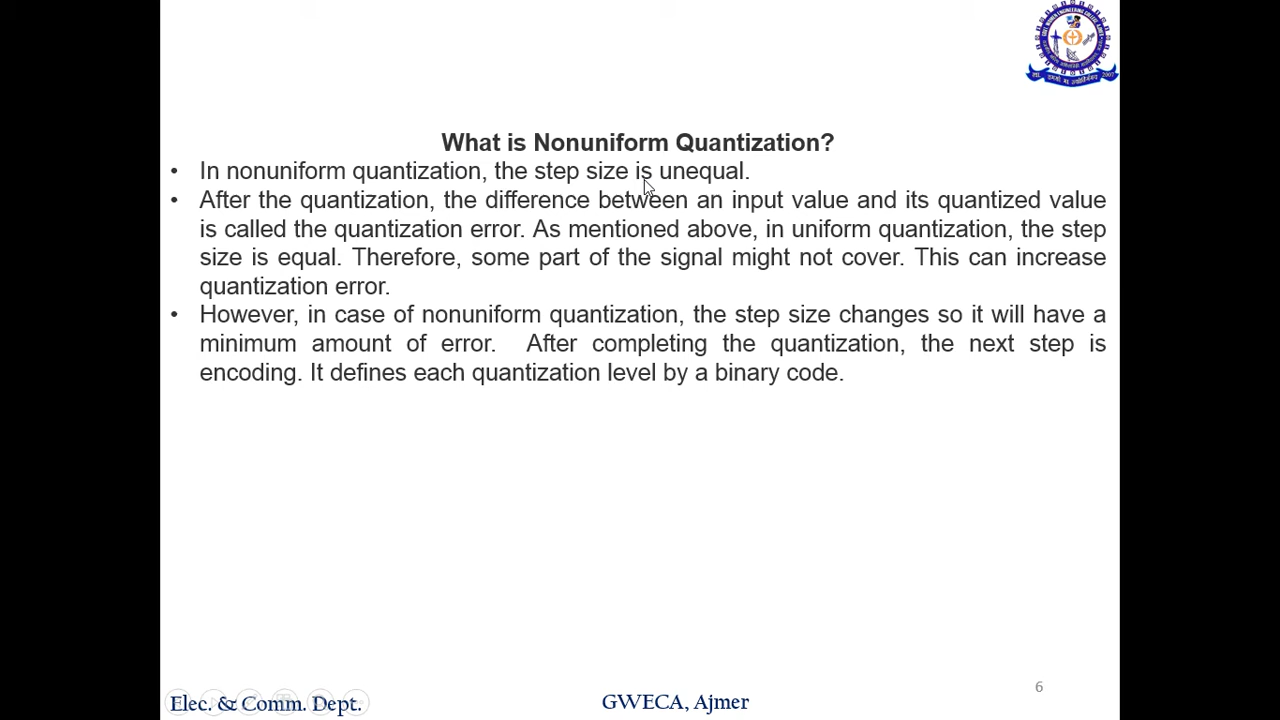 What is Nonuniform Quantization?
• In nonuniform quantization, the step size is unequal.
• After the quantization, the difference between an input value and its quantized value
is called the quantization error. As mentioned above, in uniform quantization, the step
size is equal. Therefore, some part of the signal might not cover. This can increase
quantization error.
• However, in case of nonuniform quantization, the step size changes so it will have a
minimum amount of error. After completing the quantization, the next step is
encoding. It defines each quantization level by a binary code.
6
Elec. & Comm. Dept.
GWECA, Ajmer